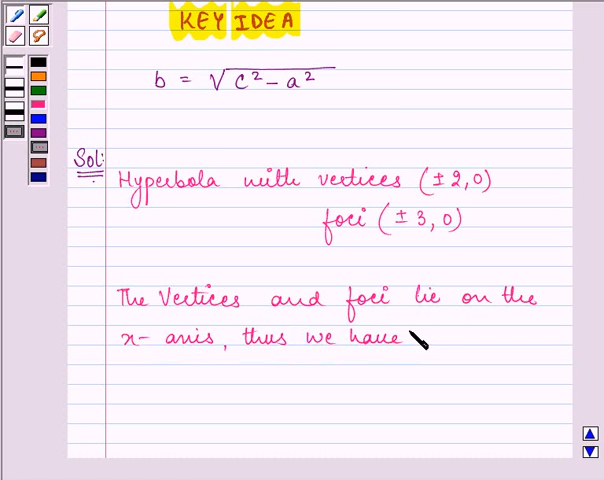 KEY IDEA
b = √c² - a²
Sol:
Hyperbola with vertices (±2,0)
foci (±3,0)
The Vertices and foci lie on the
x- axis, thus we have